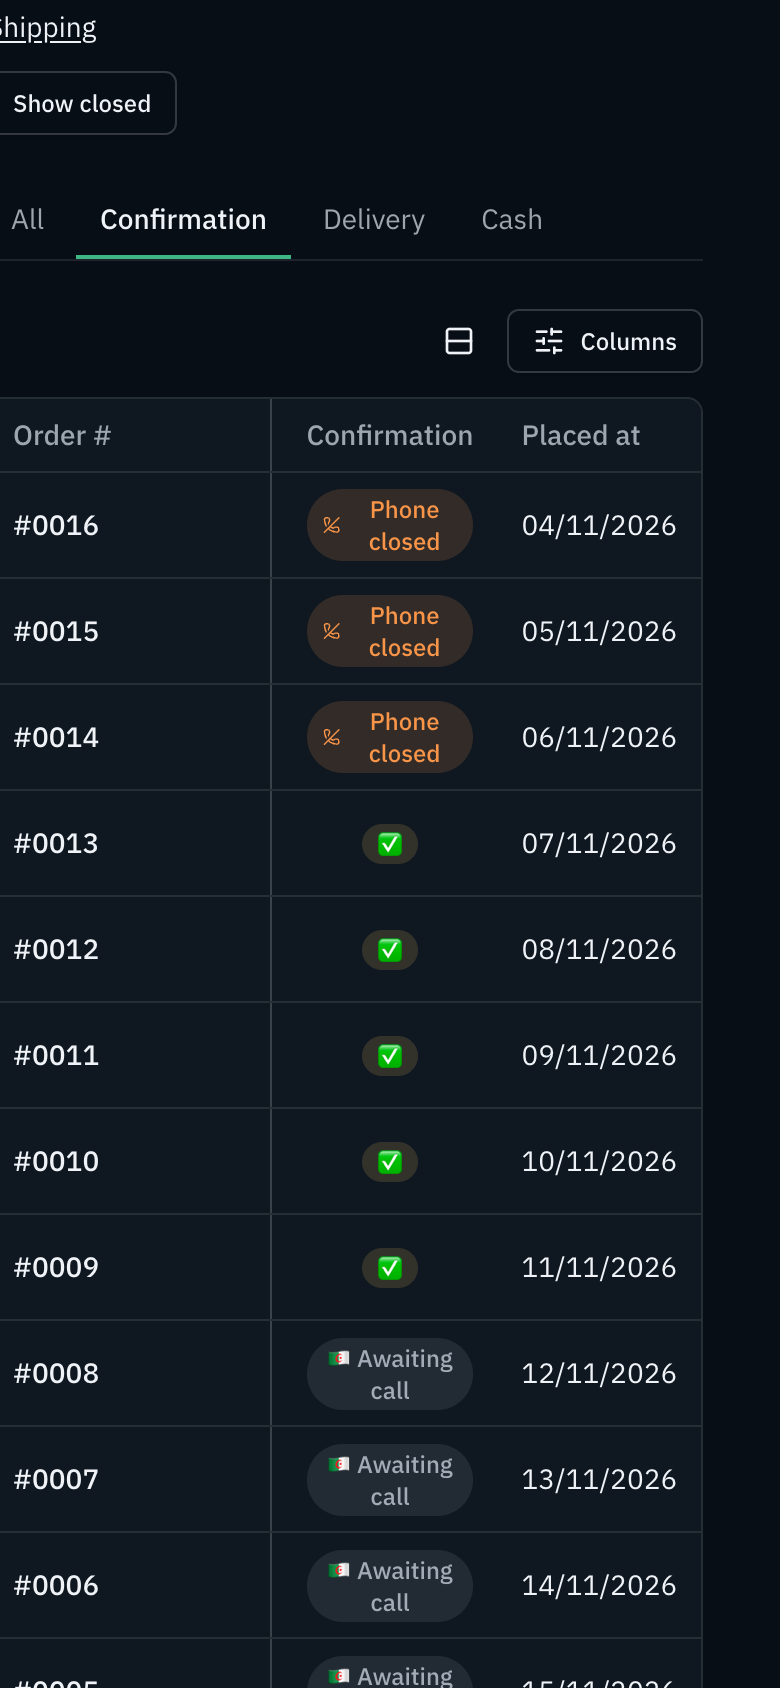 Shipping
Show closed
All Confirmation Delivery Cash
Columns
Order # Confirmation Placed at
#0016 Phone closed 04/11/2026
#0015 Phone closed 05/11/2026
#0014 Phone closed 06/11/2026
#0013 ✅ 07/11/2026
#0012 ✅ 08/11/2026
#0011 ✅ 09/11/2026
#0010 ✅ 10/11/2026
#0009 ✅ 11/11/2026
#0008 🇩🇿 Awaiting call 12/11/2026
#0007 🇩🇿 Awaiting call 13/11/2026
#0006 🇩🇿 Awaiting call 14/11/2026
🇩🇿 Awaiting